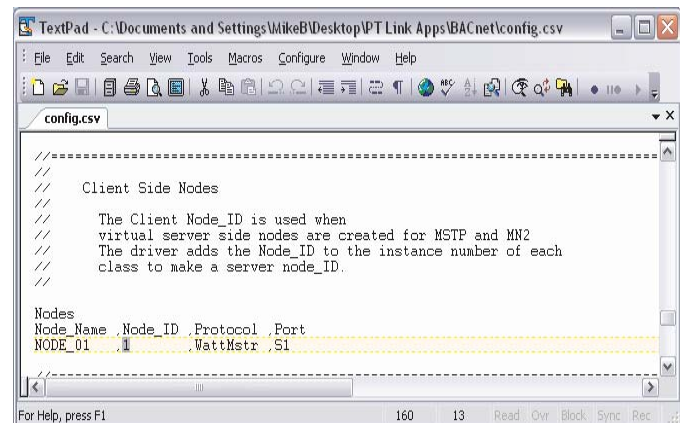 TextPad - C:\Documents and Settings\MikeB\Desktop\PT Link Apps\BACnet\config.csv
File Edit Search View Tools Macros Configure Window Help
config.csv
//=============================================================
//
// Client Side Nodes
//
// The Client Node_ID is used when
// virtual server side nodes are created for MSTP and MN2
// The driver adds the Node_ID to the instance number of each
// class to make a server node_ID.
//
Nodes
Node_Name ,Node_ID ,Protocol ,Port
NODE_01 ,1 ,WattMstr ,S1
For Help, press F1 160 13 Read Ovr Block Sync Rec